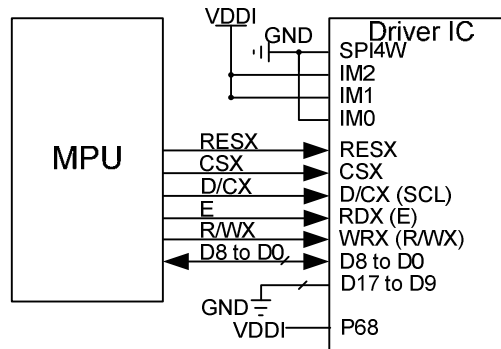 VDDI
GND
Driver IC
SPI4W
IM2
IM1
IM0
MPU
RESX
RESX
CSX
CSX
D/CX
D/CX (SCL)
E
RDX (E)
R/WX
WRX (R/WX)
D8 to D0
D8 to D0
D17 to D9
GND
VDDI
P68